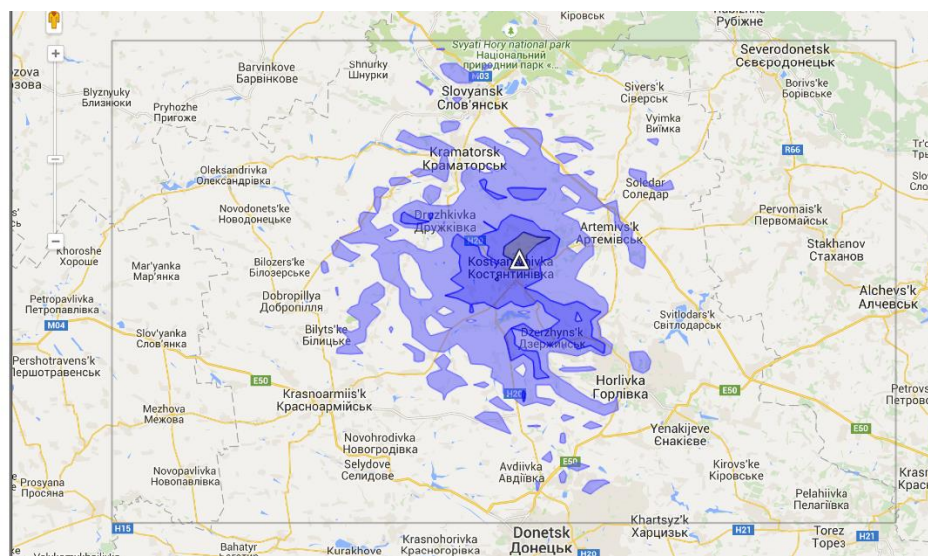 Кіровськ
Рубіжне
Svyati Hory national park
Національний
природний парк «...
Severodonetsk
Сєвєродонецьк
Barvinkove
Барвінкове
Shnurky
Шнурки
M03
Slovyansk
Слов'янськ
Sivers'k
Сіверськ
Borivs'ke
Борівське
Blyznyuky
Близнюки
Pryhozhe
Пригоже
Vyimka
Виїмка
R66
Kramatorsk
Краматорськ
Oleksandrivka
Олександрівка
Soledar
Соледар
Novodonets'ke
Новодонецьке
Druzhkivka
Дружківка
Pervomais'k
Первомайськ
Artemivs'k
Артемівськ
H20
Stakhanov
Стаханов
Khoroshe
Хороше
Mar'yanka
Мар'янка
Bilozers'ke
Білозерське
Kostyantynivka
Костянтинівка
Dobropillya
Добропілля
Alchevs'k
Алчевськ
Petropavlivka
Петропавлівка
M04
Svitlodars'k
Світлодарськ
Slov'yanka
Слов'янка
Bilyts'ke
Білицьке
Dzerzhyns'k
Дзержинськ
Pershotravens'k
Першотравенськ
E50
Krasnoarmiis'k
Красноармійськ
H20
Horlivka
Горлівка
E50
Mezhova
Межова
Yenakijeve
Єнакієве
E50
Novohrodivka
Новогродівка
Selydove
Селидове
Avdiivka
Авдіївка
E50
Kirovs'ke
Кіровське
Prosyana
Просяна
Novopavlivka
Новопавлівка
Pelahiivka
Пелагіївка
H15
Donetsk
Донецьк
Khartsyz'k
Харцизьк
H21
Torez
Торез
H21
Bahatyr
Kurakhove
Krasnohorivka
Красногорівка
H20